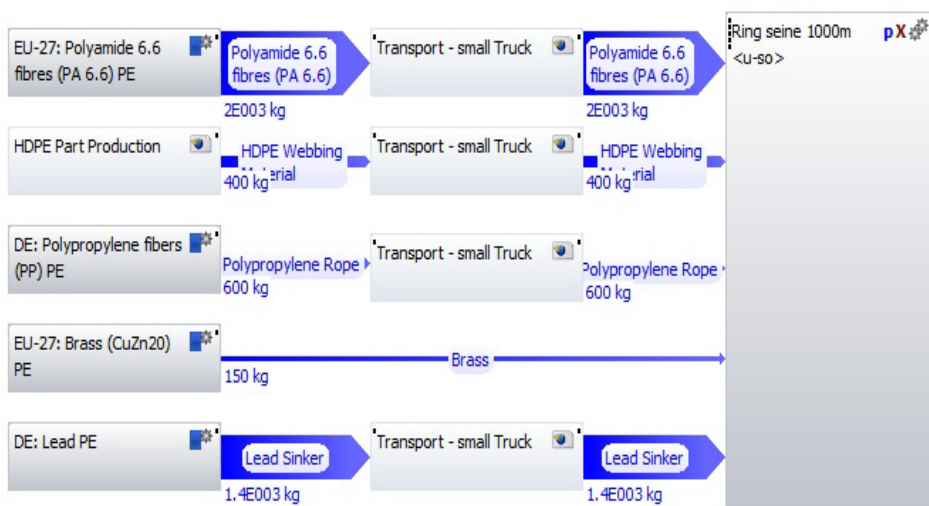 EU-27: Polyamide 6.6
fibres (PA 6.6) PE
Polyamide 6.6
fibres (PA 6.6)
2E003 kg
Transport - small Truck
Polyamide 6.6
fibres (PA 6.6)
2E003 kg
Ring seine 1000m
pX
<u-so>
HDPE Part Production
HDPE Webbing
Material
400 kg
Transport - small Truck
HDPE Webbing
Material
400 kg
DE: Polypropylene fibers
(PP) PE
Polypropylene Rope
600 kg
Transport - small Truck
Polypropylene Rope
600 kg
EU-27: Brass (CuZn20)
PE
Brass
150 kg
DE: Lead PE
Lead Sinker
1.4E003 kg
Transport - small Truck
Lead Sinker
1.4E003 kg